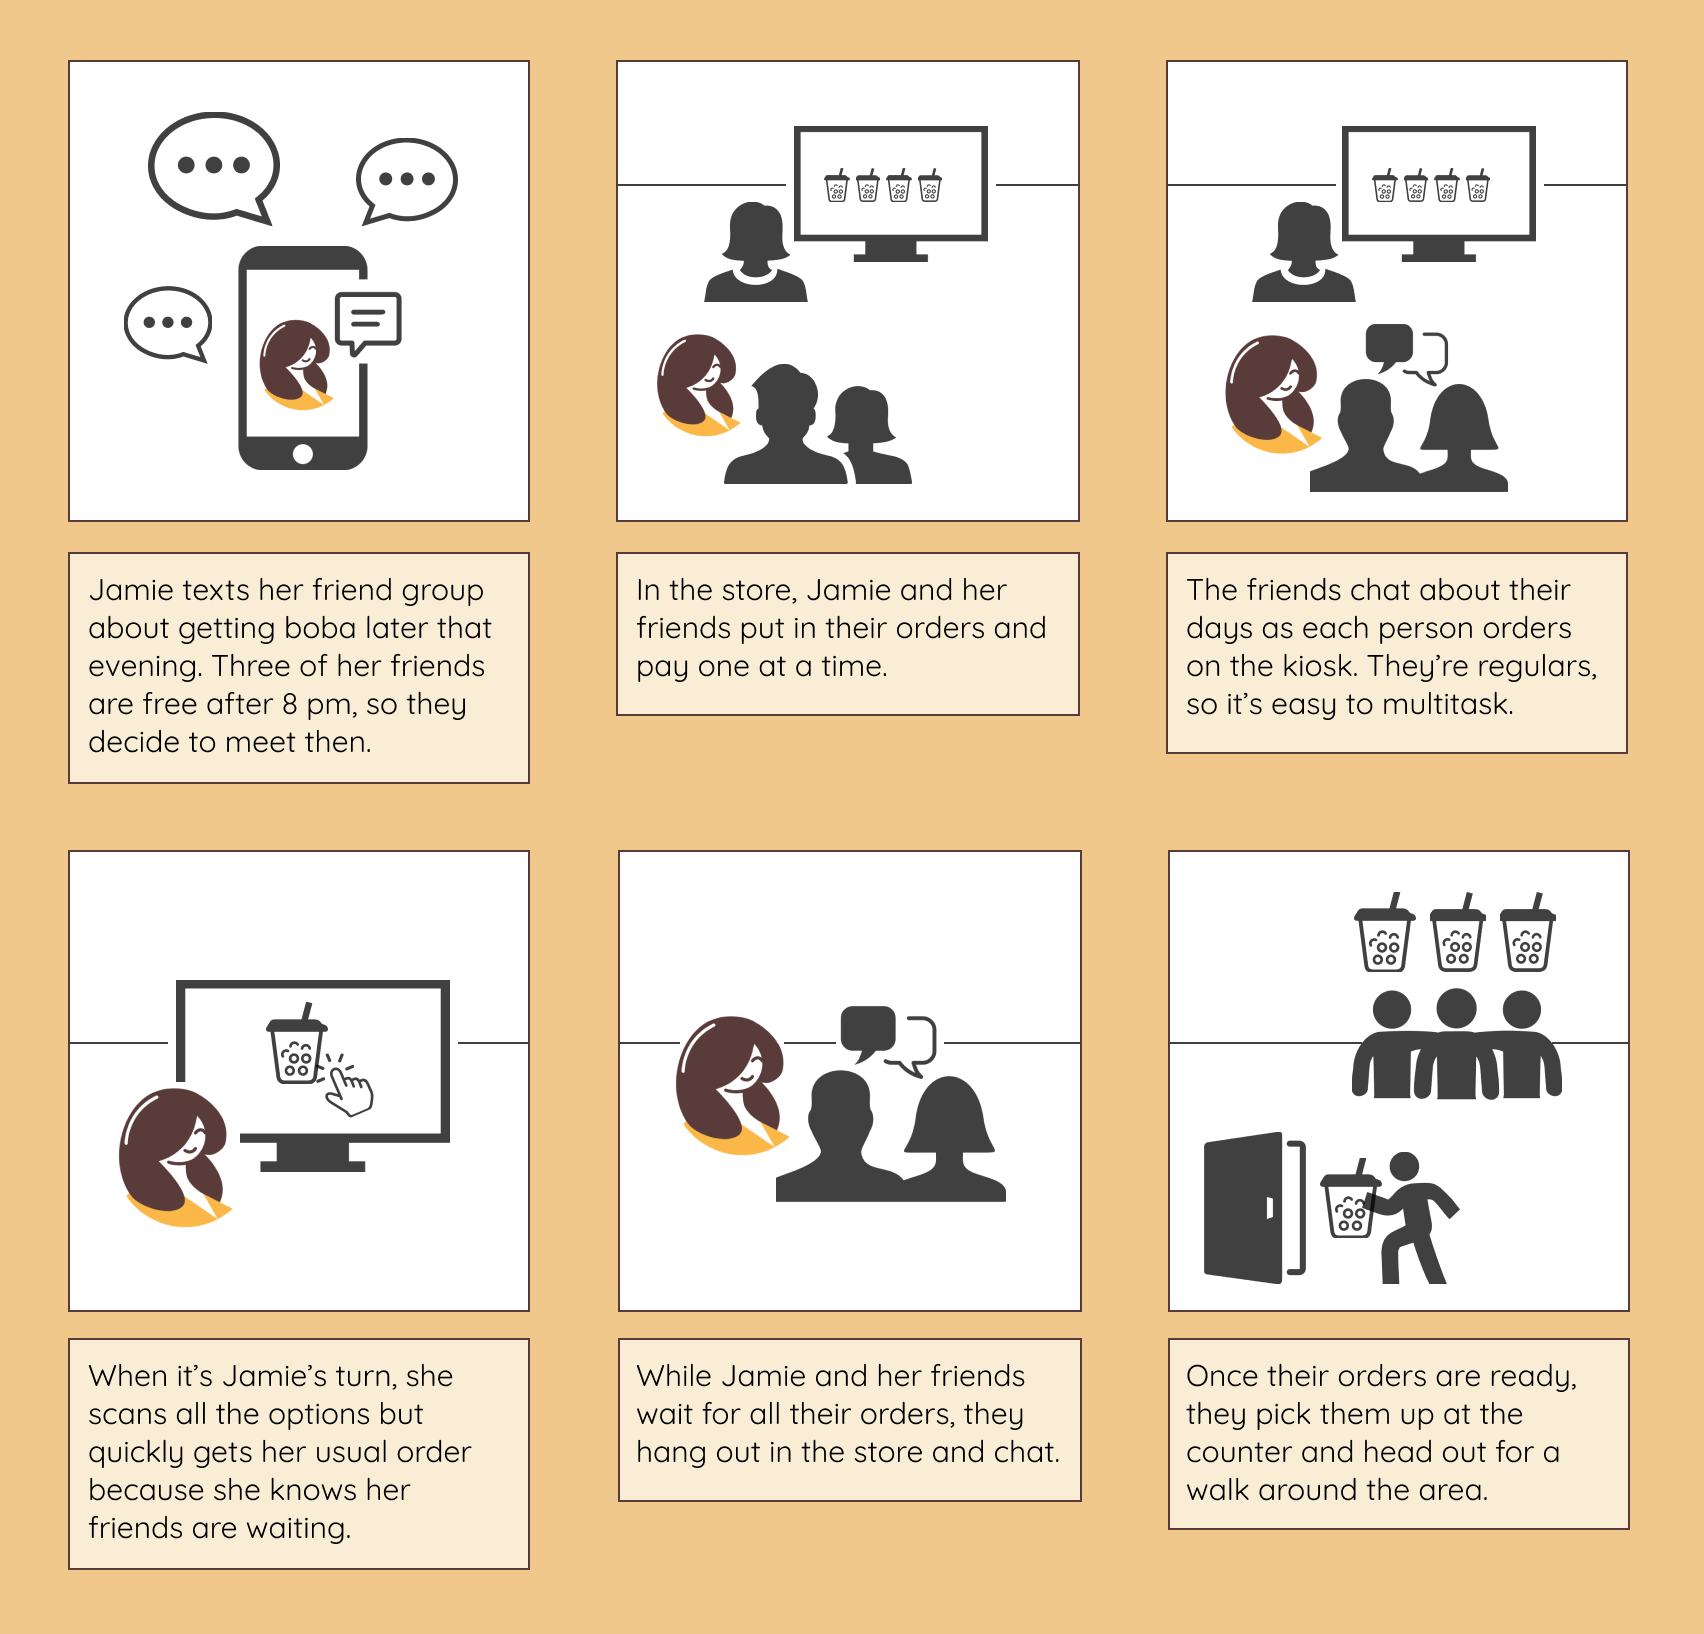 Jamie texts her friend group
about getting boba later that
evening. Three of her friends
are free after 8 pm, so they
decide to meet then.
In the store, Jamie and her
friends put in their orders and
pay one at a time.
The friends chat about their
days as each person orders
on the kiosk. They’re regulars,
so it’s easy to multitask.
When it’s Jamie’s turn, she
scans all the options but
quickly gets her usual order
because she knows her
friends are waiting.
While Jamie and her friends
wait for all their orders, they
hang out in the store and chat.
Once their orders are ready,
they pick them up at the
counter and head out for a
walk around the area.